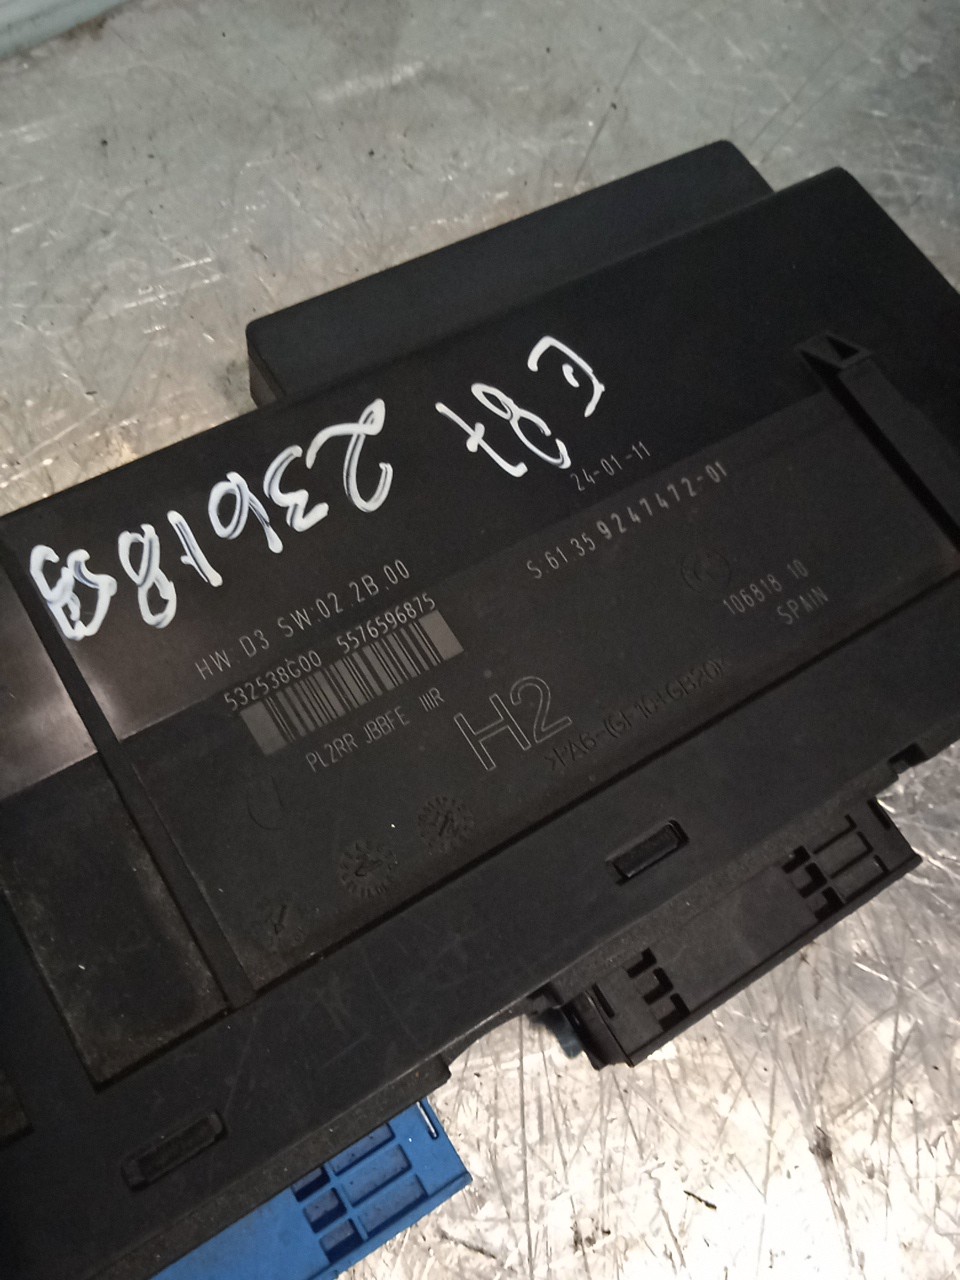 E87
24-01-11
S 61.35 9247472-01
106818 10
SPAIN
HW:D3 SW:02.2B.00
532538G00 5576596875
PL2RR JBBFE IIIR
H2